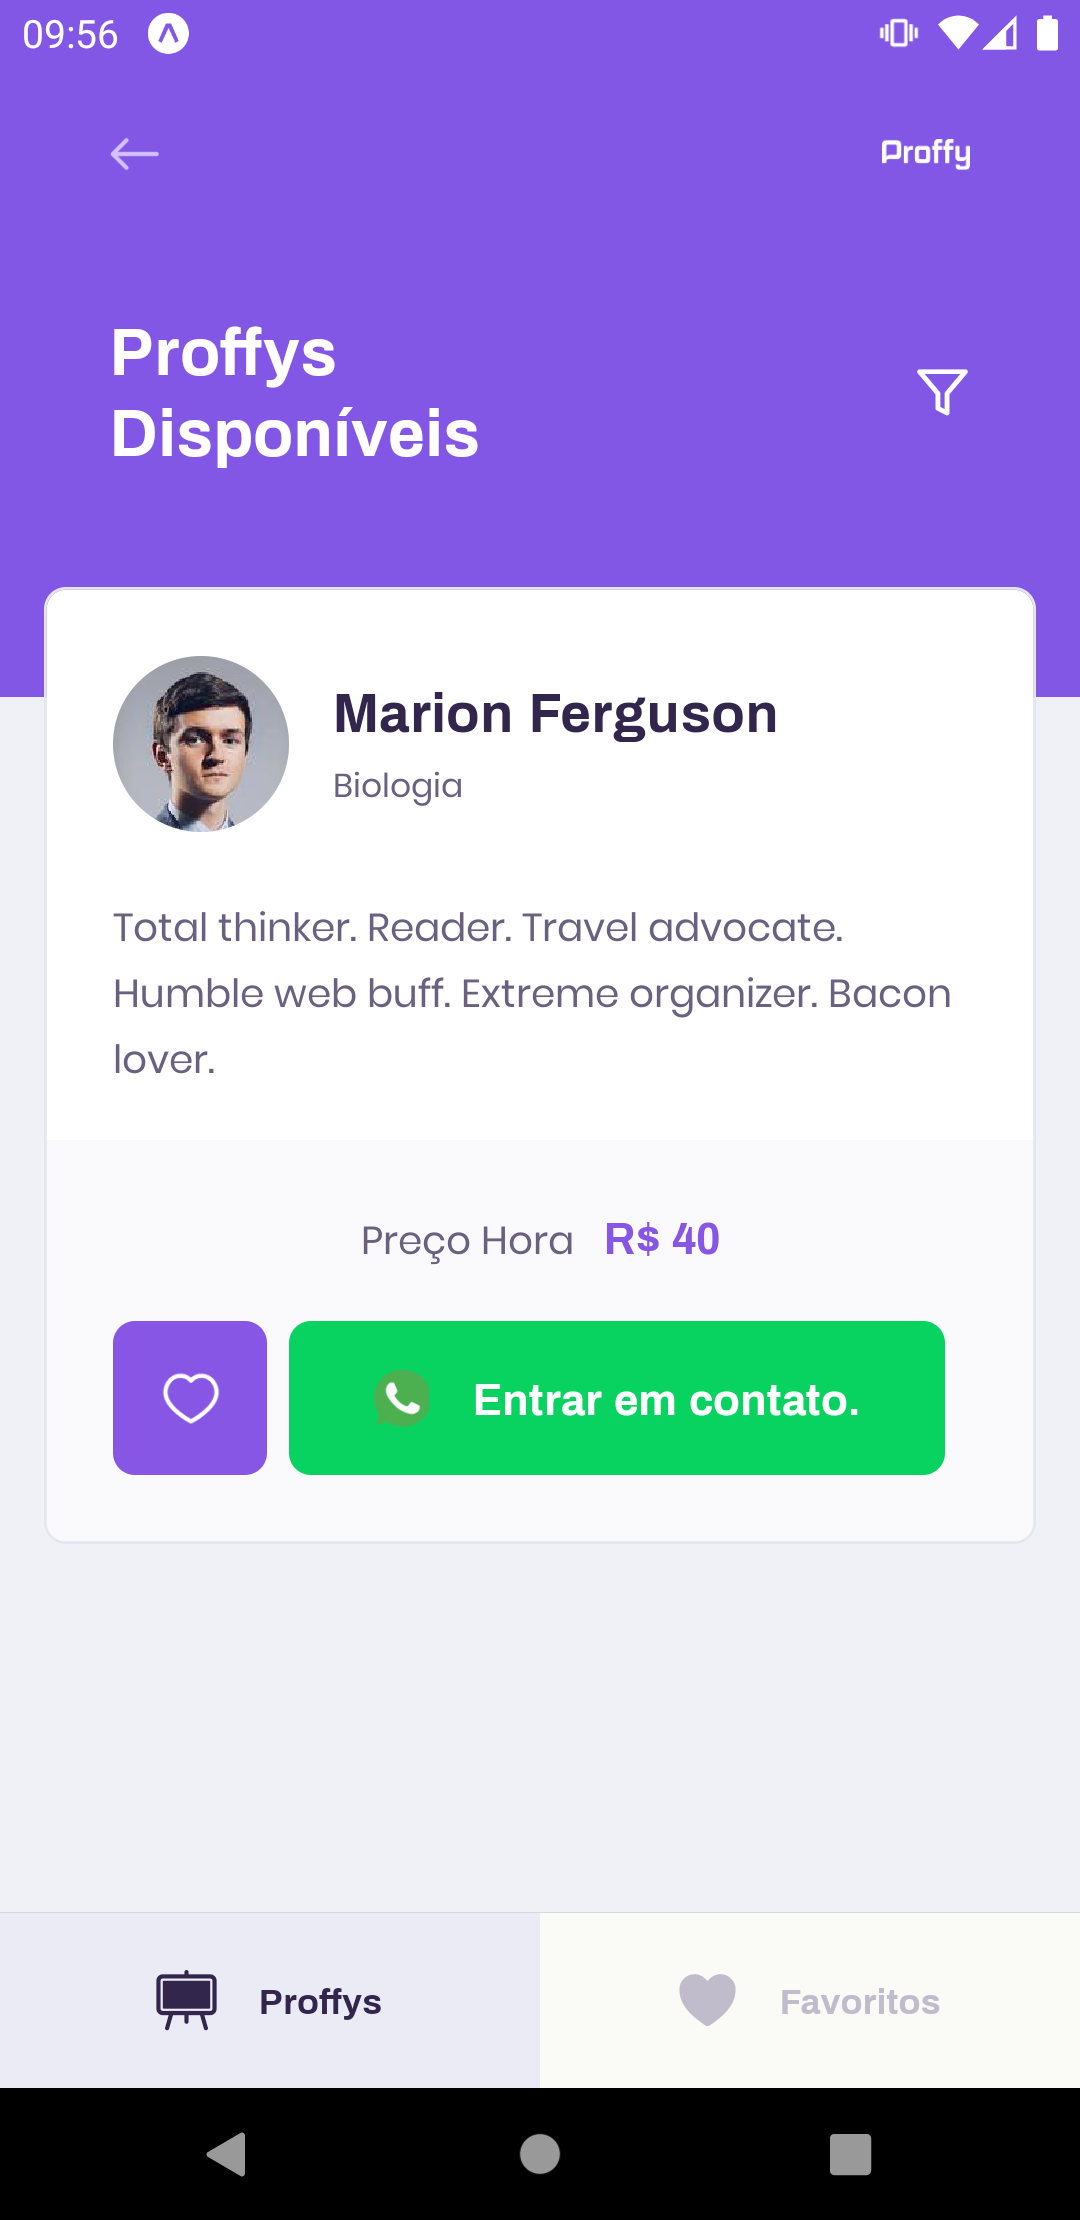 09:56
Proffy
Proffys
Disponíveis
Marion Ferguson
Biologia
Total thinker. Reader. Travel advocate.
Humble web buff. Extreme organizer. Bacon
lover.
Preço Hora R$ 40
Entrar em contato.
Proffys Favoritos